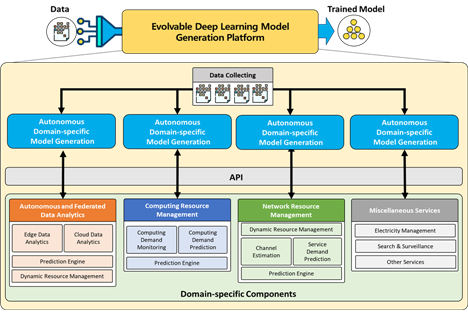 Data
Evolvable Deep Learning Model
Generation Platform
Trained Model
Data Collecting
Autonomous
Domain-specific
Model Generation
Autonomous
Domain-specific
Model Generation
Autonomous
Domain-specific
Model Generation
Autonomous
Domain-specific
Model Generation
API
Autonomous and Federated
Data Analytics
Edge Data
Analytics
Cloud Data
Analytics
Prediction Engine
Dynamic Resource Management
Computing Resource
Management
Computing
Demand
Monitoring
Computing
Demand
Prediction
Prediction Engine
Network Resource
Management
Dynamic Resource Management
Channel
Estimation
Service
Demand
Prediction
Prediction Engine
Miscellaneous Services
Electricity Management
Search & Surveillance
Other Services
Domain-specific Components